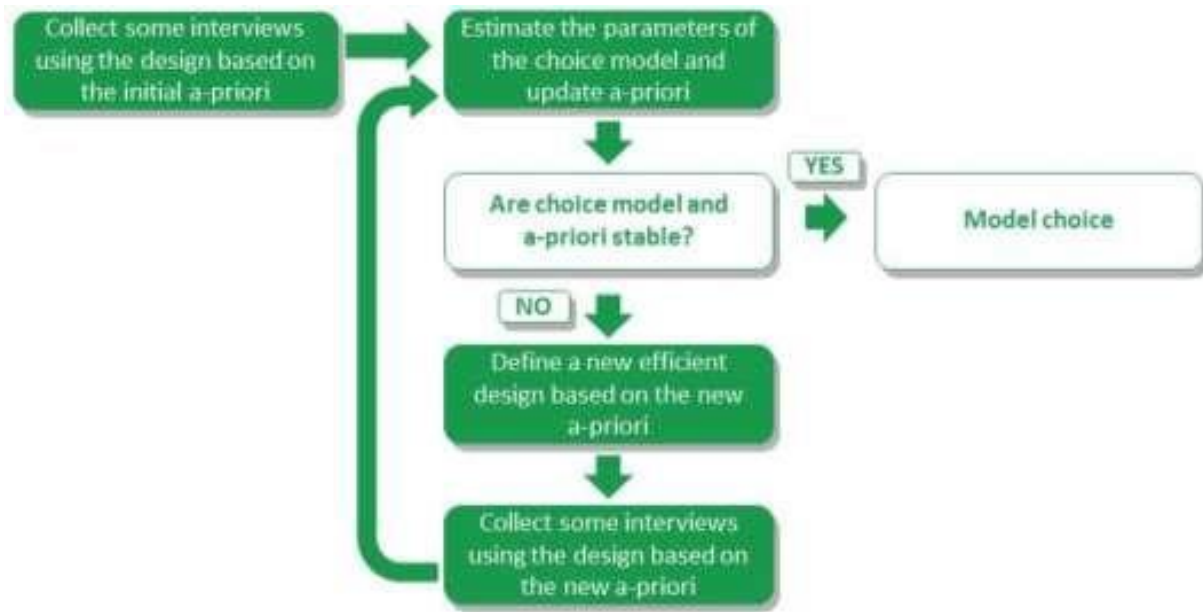 Collect some interviews
using the design based on
the initial a-priori
Estimate the parameters of
the choice model and
update a-priori
Are choice model and
a-priori stable?
YES
Model choice
NO
Define a new efficient
design based on the new
a-priori
Collect some interviews
using the design based on
the new a-priori